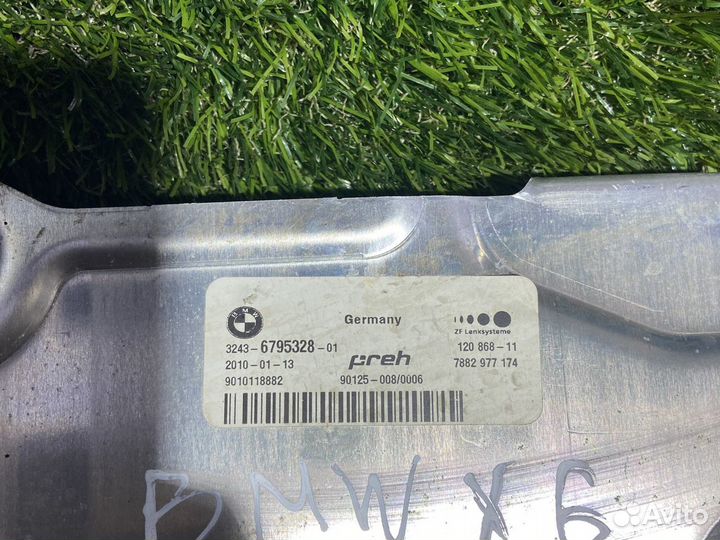 BMW
Germany
ZF Lenksysteme
3243-6795328-01
120 868-11
2010-01-13
preh
7882 977 174
9010118882
90125-008/0006
BMW X6
Avito